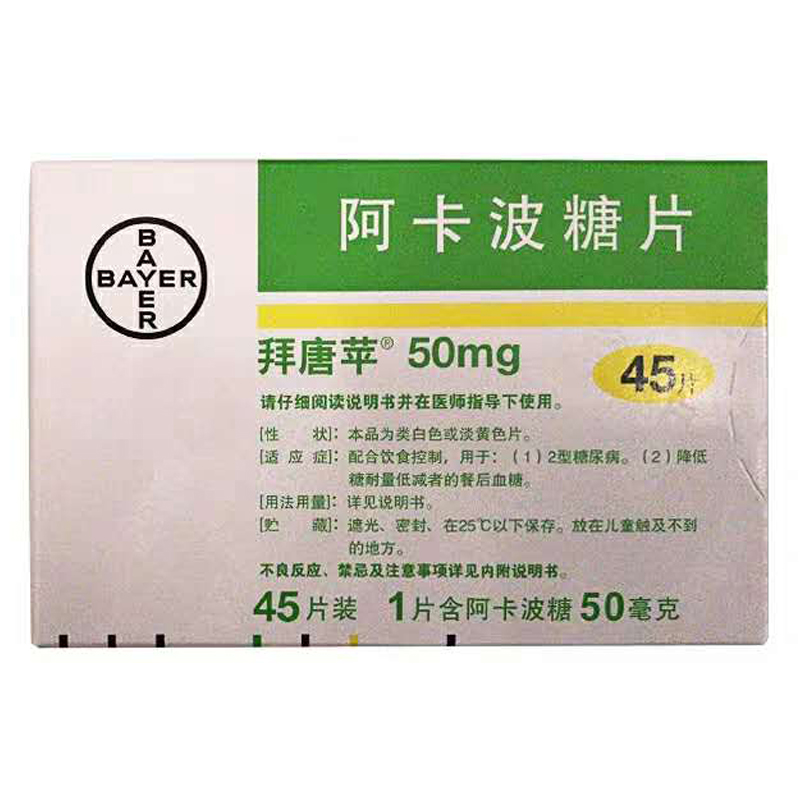 BAYER
BAYER
阿卡波糖片
拜唐苹® 50mg
45片
请仔细阅读说明书并在医师指导下使用。
[性　状]：本品为类白色或淡黄色片。
[适应症]：配合饮食控制，用于：（1）2型糖尿病。（2）降低
糖耐量低减者的餐后血糖。
[用法用量]：详见说明书。
[贮　藏]：遮光、密封、在25℃以下保存。放在儿童触及不到
的地方。
不良反应、禁忌及注意事项详见内附说明书。
45片装　1片含阿卡波糖 50毫克